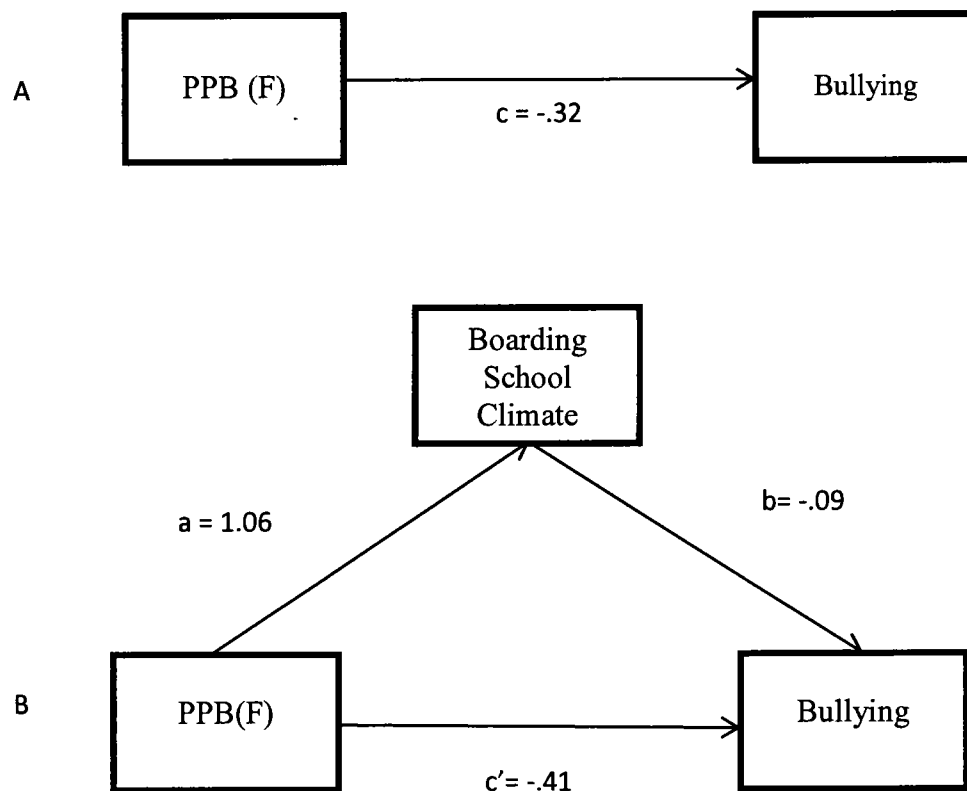 A
PPB (F)
c = -.32
Bullying
Boarding
School
Climate
a = 1.06
b= -.09
B
PPB(F)
c′= -.41
Bullying